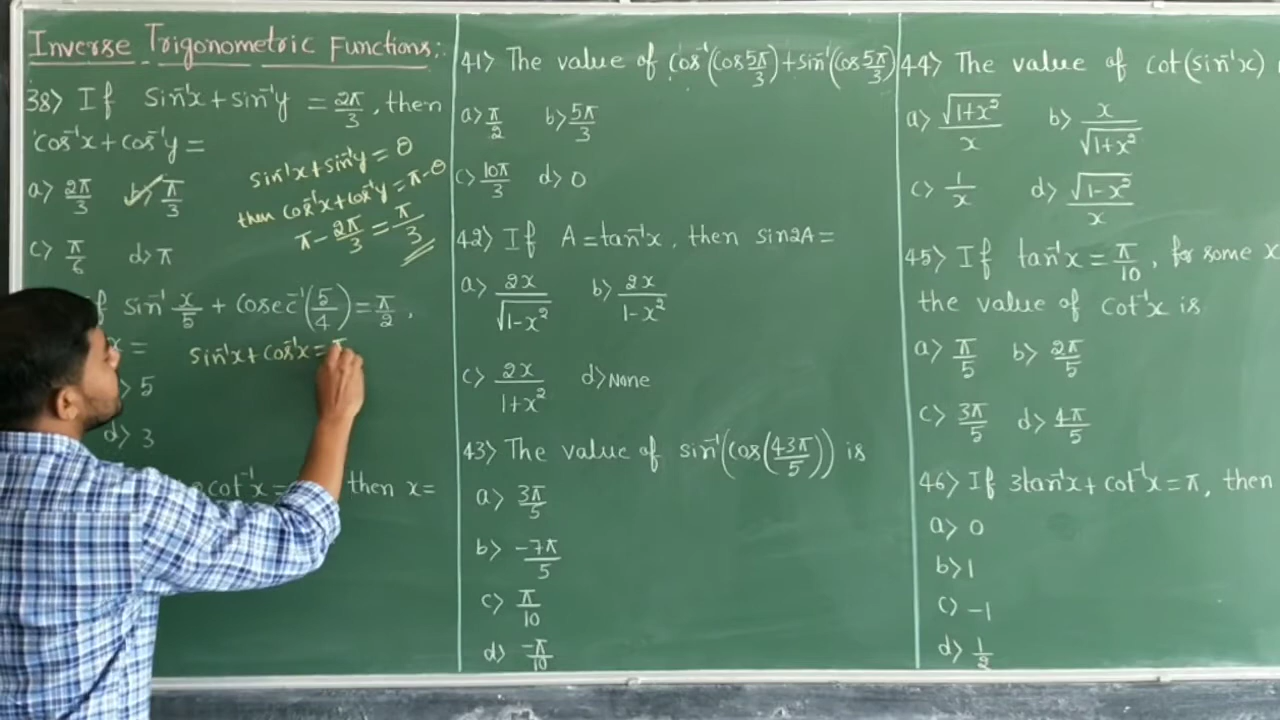 Inverse Trigonometric Functions:
38> If sin⁻¹x + sin⁻¹y = 2π/3, then
cos⁻¹x + cos⁻¹y =
a> 2π/3 b> π/3
c> π/6 d> π
sin⁻¹x + sin⁻¹y = θ
then cos⁻¹x + cos⁻¹y = π - θ
π - 2π/3 = π/3
sin⁻¹ x/5 + cosec⁻¹(5/4) = π/2,
x =
sin⁻¹x + cos⁻¹x = π
> 5
d> 3
cot⁻¹x = then x =
41> The value of cos⁻¹(cos 5π/3) + sin⁻¹(cos 5π/3)
a> π/2 b> 5π/3
c> 10π/3 d> 0
42> If A = tan⁻¹x, then sin2A =
a> 2x/√(1-x²) b> 2x/(1-x²)
c> 2x/(1+x²) d> None
43> The value of sin⁻¹(cos(43π/5)) is
a> 3π/5
b> -7π/5
c> π/10
d> -π/10
44> The value of cot(sin⁻¹x)
a> √(1+x²)/x b> x/√(1+x²)
c> 1/x d> √(1-x²)/x
45> If tan⁻¹x = π/10, for some x
the value of cot⁻¹x is
a> π/5 b> 2π/5
c> 3π/5 d> 4π/5
46> If 3tan⁻¹x + cot⁻¹x = π, then
a> 0
b> 1
c> -1
d> 1/2